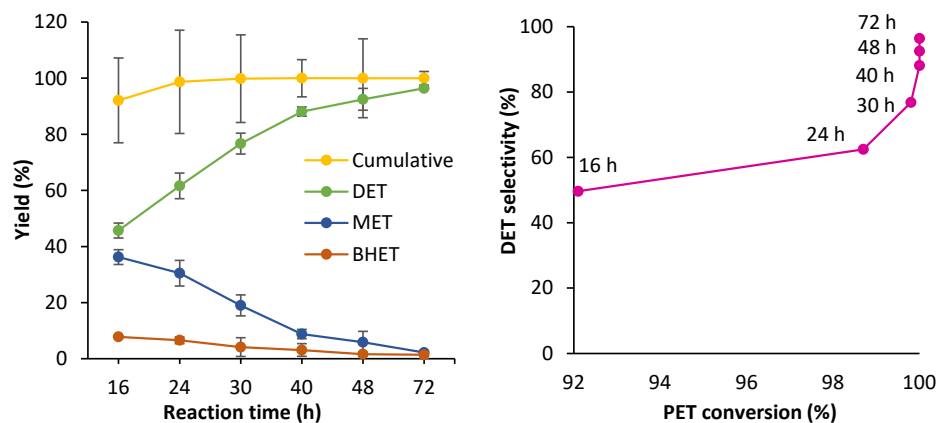 120
100
80
60
40
20
0
Yield (%)
16
24
30
40
48
72
Reaction time (h)
Cumulative
DET
MET
BHET
100
80
60
40
20
0
DET selectivity (%)
92
94
96
98
100
PET conversion (%)
72 h
48 h
40 h
30 h
24 h
16 h